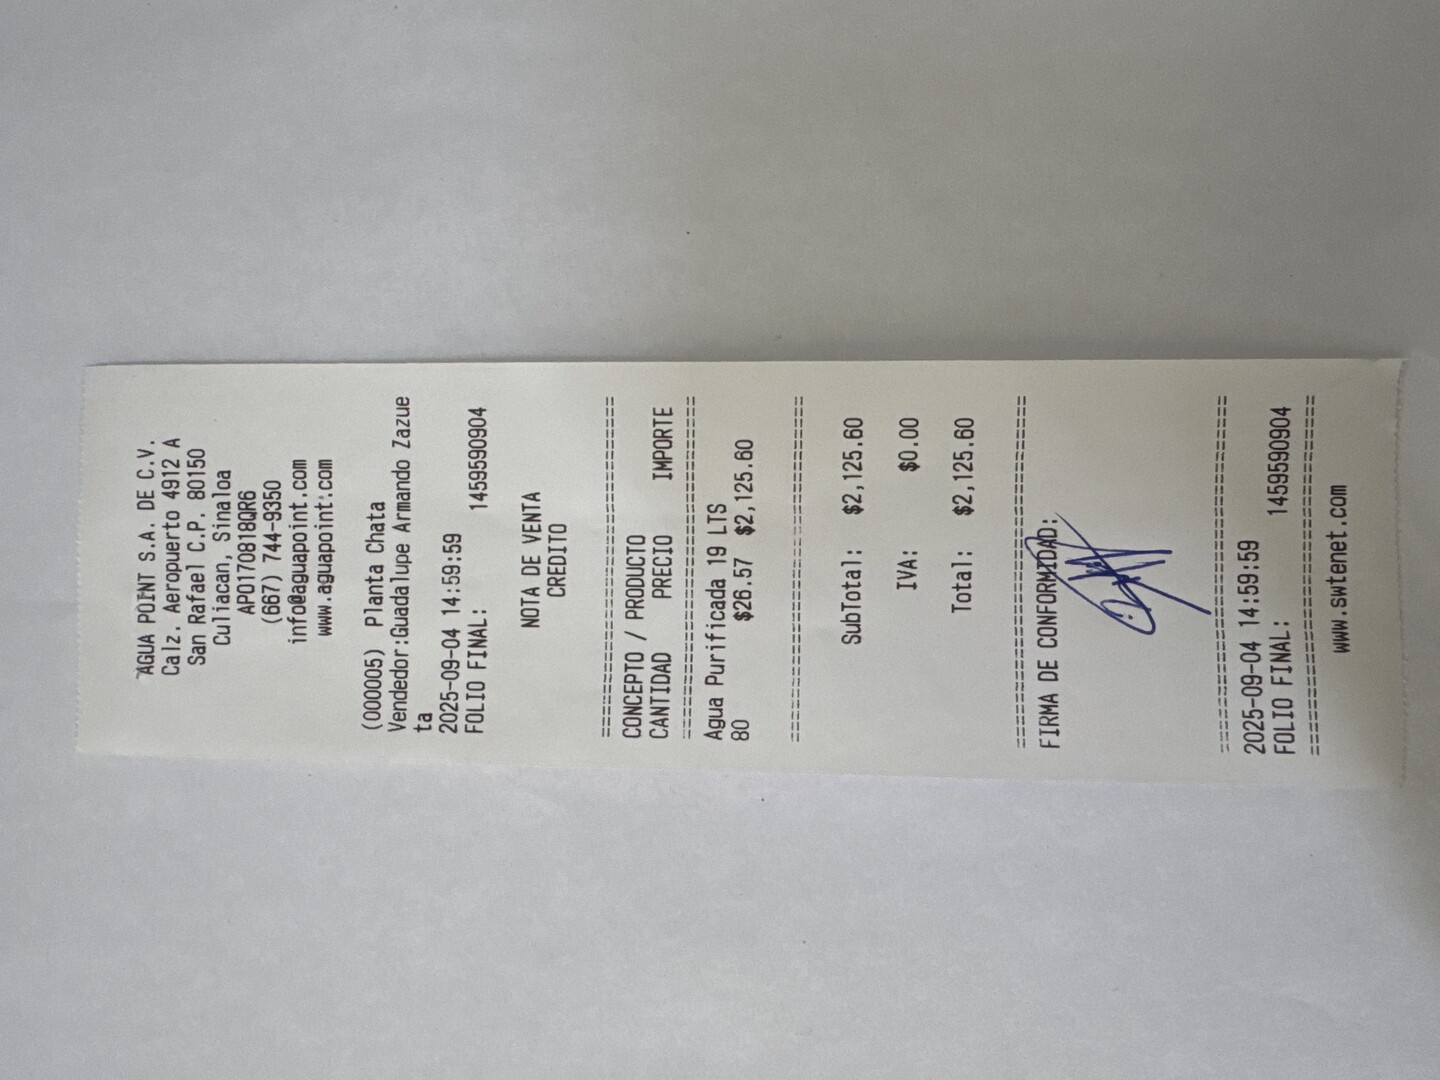 AGUA POINT S.A. DE C.V.
Calz. Aeropuerto 4912 A
San Rafael C.P. 80150
Culiacan, Sinaloa
APO170818QR6
(667) 744-9350
info@aguapoint.com
www.aguapoint.com
(000005) Planta Chata
Vendedor:Guadalupe Armando Zazue
ta
2025-09-04 14:59:59
FOLIO FINAL: 1459590904
NOTA DE VENTA
CREDITO
================================
CONCEPTO / PRODUCTO
CANTIDAD PRECIO IMPORTE
================================
Agua Purificada 19 LTS
80 $26.57 $2,125.60
================================
SubTotal: $2,125.60
IVA: $0.00
Total: $2,125.60
================================
FIRMA DE CONFORMIDAD:
================================
2025-09-04 14:59:59
FOLIO FINAL: 1459590904
================================
www.swtenet.com